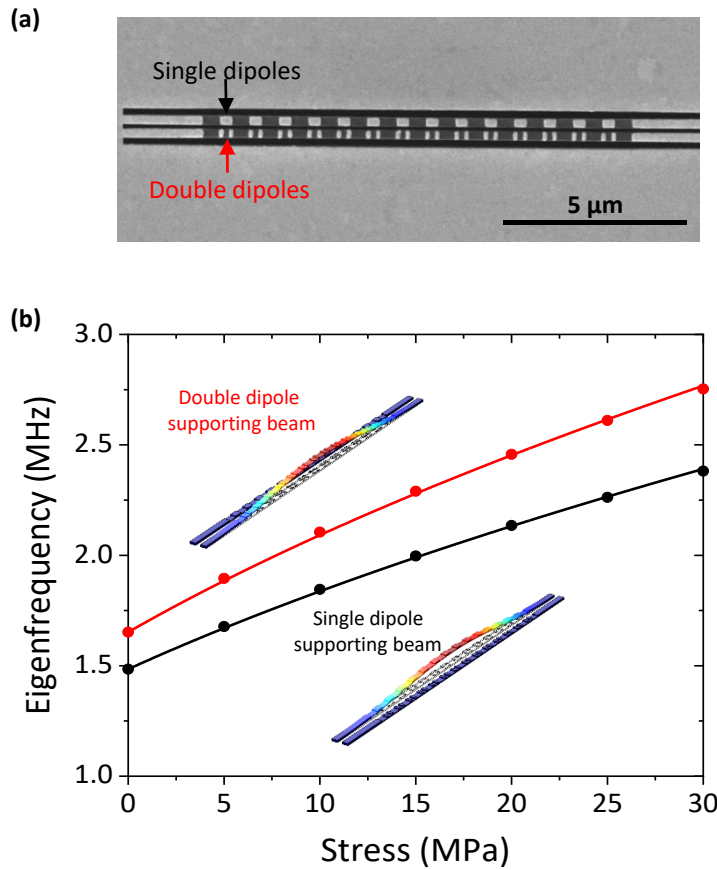 (a)
Single dipoles
Double dipoles
5 µm
(b)
3.0
2.5
2.0
1.5
1.0
Eigenfrequency (MHz)
Double dipole
supporting beam
Single dipole
supporting beam
0 5 10 15 20 25 30
Stress (MPa)